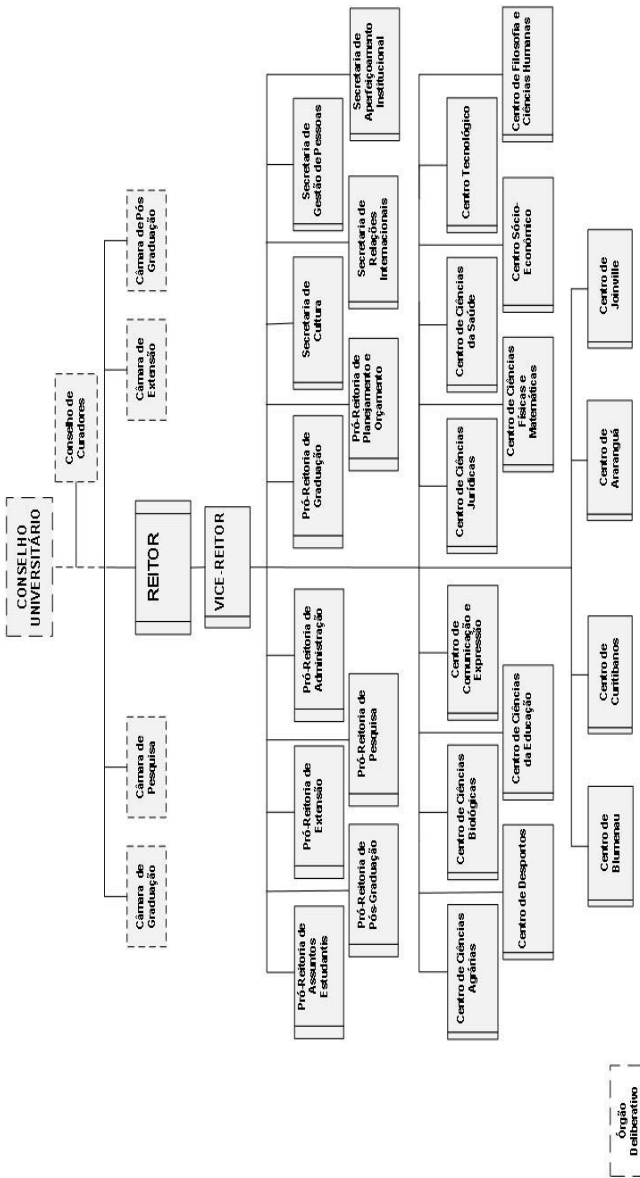 CONSELHO
UNIVERSITÁRIO
Conselho de
Curadores
Câmara de
Graduação
Câmara de
Pesquisa
Câmara de
Extensão
Câmara de Pós
Graduação
REITOR
VICE-REITOR
Pró-Reitoria de
Assuntos
Estudantis
Pró-Reitoria de
Extensão
Pró-Reitoria de
Administração
Pró-Reitoria de
Graduação
Secretaria de
Cultura
Secretaria de
Gestão de Pessoas
Pró-Reitoria de
Pós-Graduação
Pró-Reitoria de
Pesquisa
Pró-Reitoria de
Planejamento e
Orçamento
Secretaria de
Relações
Internacionais
Secretaria de
Aperfeiçoamento
Institucional
Centro de Ciências
Agrárias
Centro de Ciências
Biológicas
Centro de
Comunicação e
Expressão
Centro de Ciências
Jurídicas
Centro de Ciências
da Saúde
Centro Tecnológico
Centro de Desportos
Centro de Ciências
da Educação
Centro de Ciências
Físicas e
Matemáticas
Centro Sócio-
Econômico
Centro de Filosofia e
Ciências Humanas
Centro de
Blumenau
Centro de
Curitibanos
Centro de
Araranguá
Centro de
Joinville
Órgão
Deliberativo